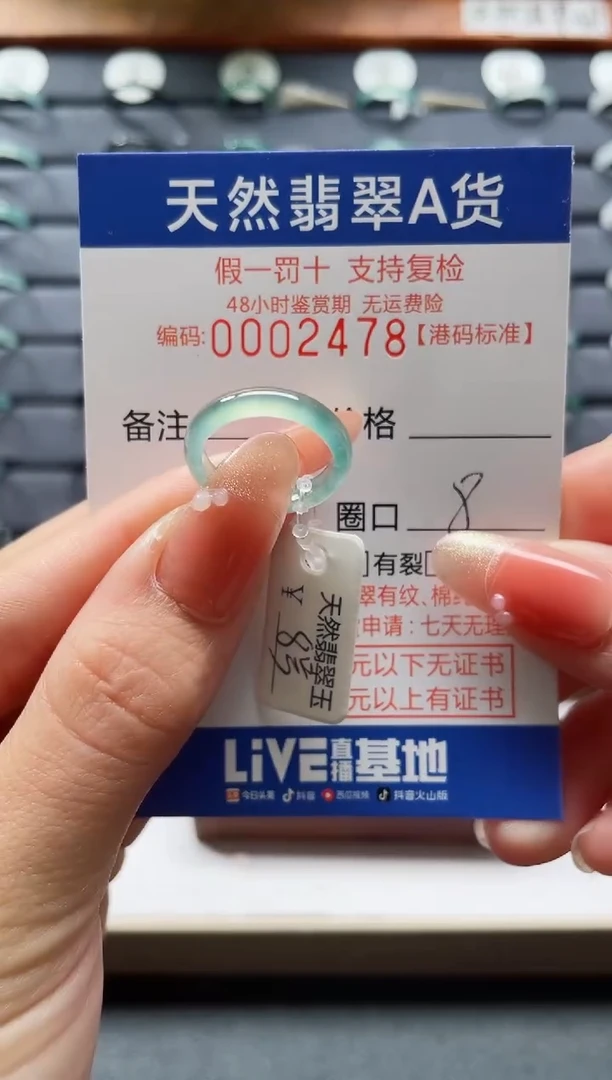 天然翡翠A货
假一罚十 支持复检
48小时鉴赏期 无运费险
编码:0002478【港码标准】
备注
格
圈口 8
有裂
翠有纹、棉
申请:七天无理
元以下无证书
元以上有证书
天然翡翠玉
¥ 85
LiVE直播基地
今日头条 抖音 西瓜视频 抖音火山版